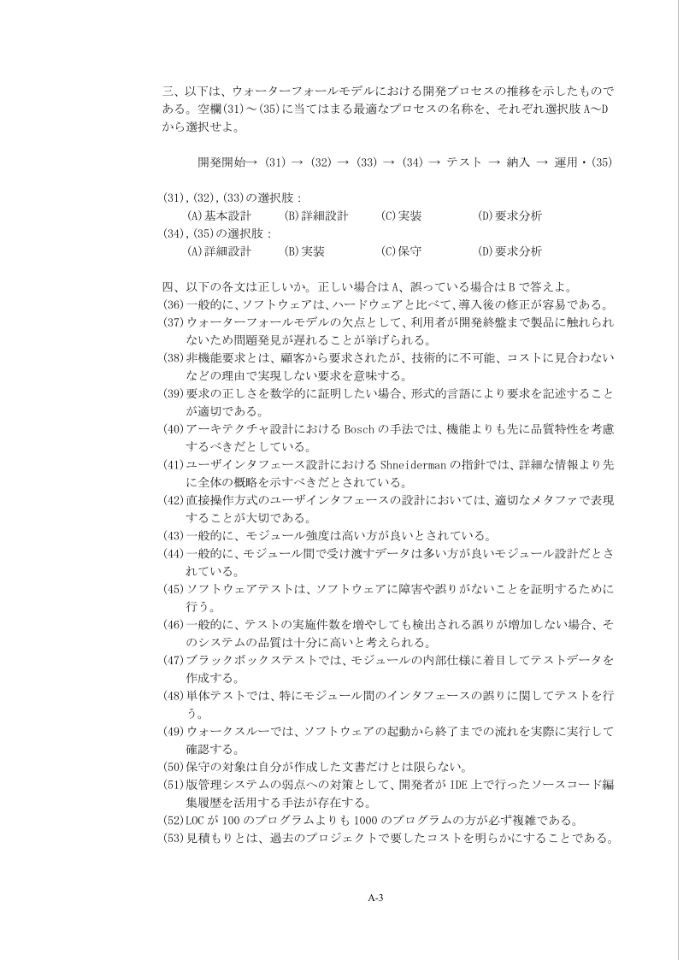 三、以下は、ウォーターフォールモデルにおける開発プロセスの推移を示したもので
ある。空欄(31)～(35)に当てはまる最適なプロセスの名称を、それぞれ選択肢 A～D
から選択せよ。
開発開始→ (31) → (32) → (33) → (34) → テスト → 納入 → 運用・(35)
(31),(32),(33)の選択肢：
(A)基本設計 (B)詳細設計 (C)実装 (D)要求分析
(34),(35)の選択肢：
(A)詳細設計 (B)実装 (C)保守 (D)要求分析
四、以下の各文は正しいか。正しい場合は A、誤っている場合は B で答えよ。
(36)一般的に、ソフトウェアは、ハードウェアと比べて、導入後の修正が容易である。
(37)ウォーターフォールモデルの欠点として、利用者が開発終盤まで製品に触れられ
ないため問題発見が遅れることが挙げられる。
(38)非機能要求とは、顧客から要求されたが、技術的に不可能、コストに見合わない
などの理由で実現しない要求を意味する。
(39)要求の正しさを数学的に証明したい場合、形式的言語により要求を記述すること
が適切である。
(40)アーキテクチャ設計における Bosch の手法では、機能よりも先に品質特性を考慮
するべきだとしている。
(41)ユーザインタフェース設計における Shneiderman の指針では、詳細な情報より先
に全体の概略を示すべきだとされている。
(42)直接操作方式のユーザインタフェースの設計においては、適切なメタファで表現
することが大切である。
(43)一般的に、モジュール強度は高い方が良いとされている。
(44)一般的に、モジュール間で受け渡すデータは多い方が良いモジュール設計だとさ
れている。
(45)ソフトウェアテストは、ソフトウェアに障害や誤りがないことを証明するために
行う。
(46)一般的に、テストの実施件数を増やしても検出される誤りが増加しない場合、そ
のシステムの品質は十分に高いと考えられる。
(47)ブラックボックステストでは、モジュールの内部仕様に着目してテストデータを
作成する。
(48)単体テストでは、特にモジュール間のインタフェースの誤りに関してテストを行
う。
(49)ウォークスルーでは、ソフトウェアの起動から終了までの流れを実際に実行して
確認する。
(50)保守の対象は自分が作成した文書だけとは限らない。
(51)版管理システムの弱点への対策として、開発者が IDE 上で行ったソースコード編
集履歴を活用する手法が存在する。
(52)LOC が 100 のプログラムよりも 1000 のプログラムの方が必ず複雑である。
(53)見積もりとは、過去のプロジェクトで要したコストを明らかにすることである。
A-3